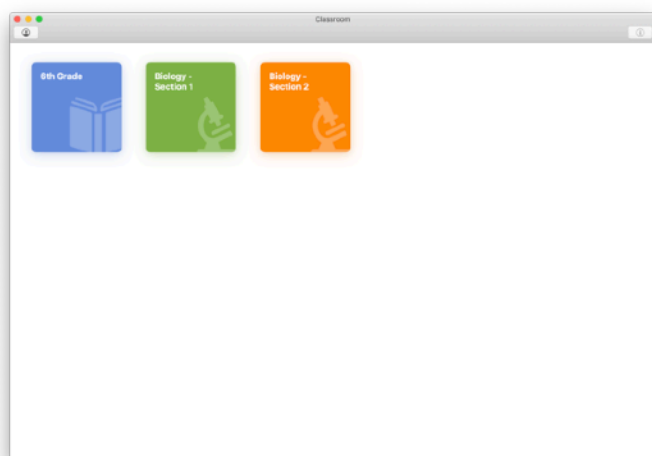 Classroom
6th Grade
Biology -
Section 1
Biology -
Section 2